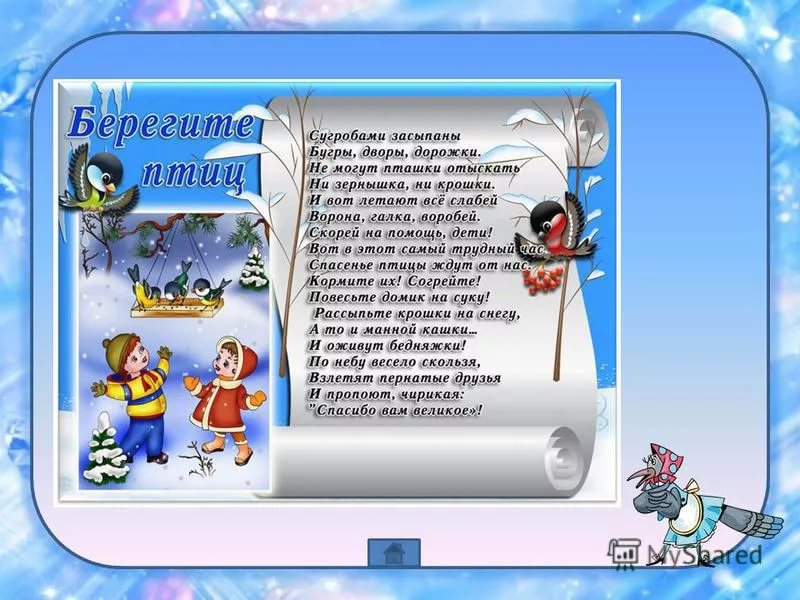 Берегите
птиц
Сугробами засыпаны
Бугры, дворы, дорожки.
Не могут пташки отыскать
Ни зернышка, ни крошки.
И вот летают всё слабей
Ворона, галка, воробей.
Скорей на помощь, дети!
Вот в этот самый трудный час
Спасенье птицы ждут от нас.
Кормите их! Согрейте!
Повесьте домик на суку!
Рассыпьте крошки на снегу,
А то и манной кашки...
И оживут бедняжки!
По небу весело скользя,
Взлетят пернатые друзья
И пропоют, чирикая:
"Спасибо вам великое»!
MyShared